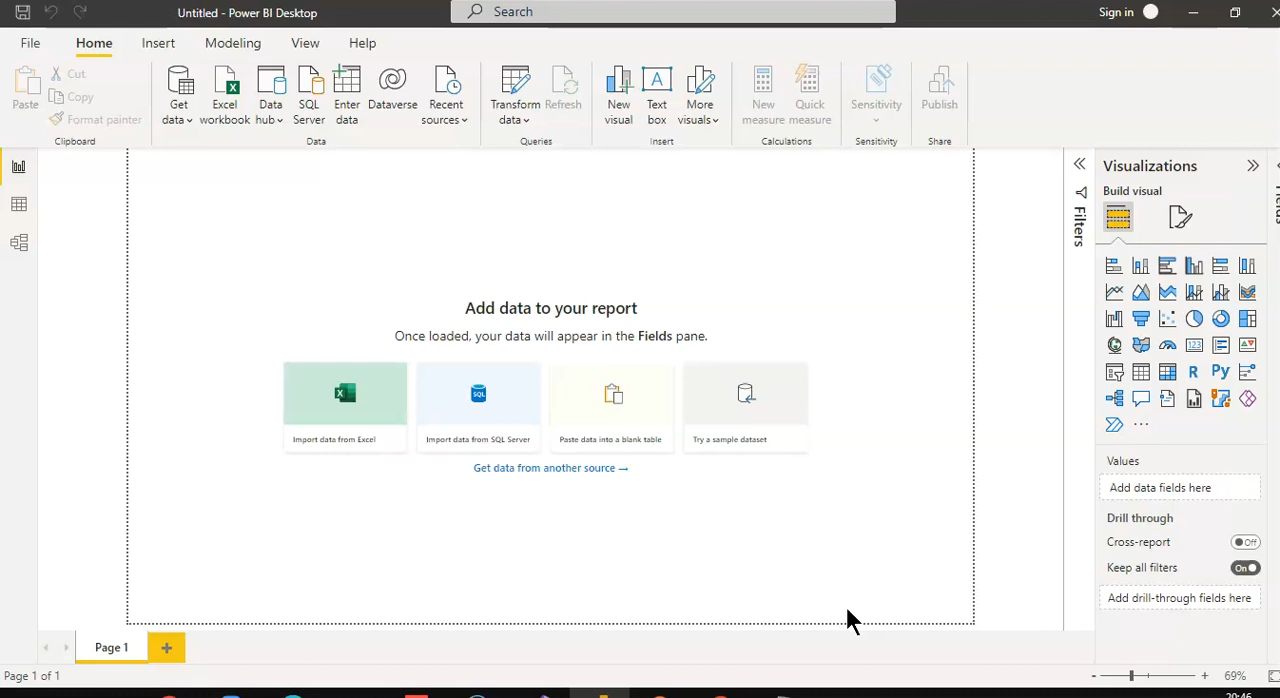 Untitled - Power BI Desktop
Search
Sign in
File Home Insert Modeling View Help
Paste
Cut
Copy
Format painter
Clipboard
Get data
Excel workbook
Data hub
SQL Server
Enter data
Dataverse
Recent sources
Data
Transform data
Refresh
Queries
New visual
Text box
More visuals
Insert
New measure
Quick measure
Calculations
Sensitivity
Sensitivity
Publish
Share
Add data to your report
Once loaded, your data will appear in the Fields pane.
SQL
Import data from Excel
Import data from SQL Server
Paste data into a blank table
Try a sample dataset
Get data from another source →
Filters
Visualizations
Build visual
123
R
Py
Values
Add data fields here
Drill through
Cross-report
Off
Keep all filters
On
Add drill-through fields here
Fields
Page 1
Page 1 of 1
- + 69%
20:46